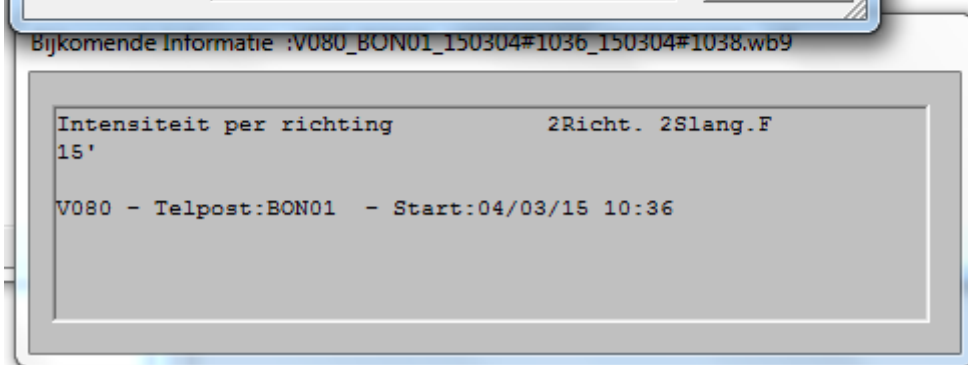 Bijkomende Informatie :V080_BON01_150304#1036_150304#1038.wb9
Intensiteit per richting 2Richt. 2Slang.F
15'
V080 - Telpost:BON01 - Start:04/03/15 10:36